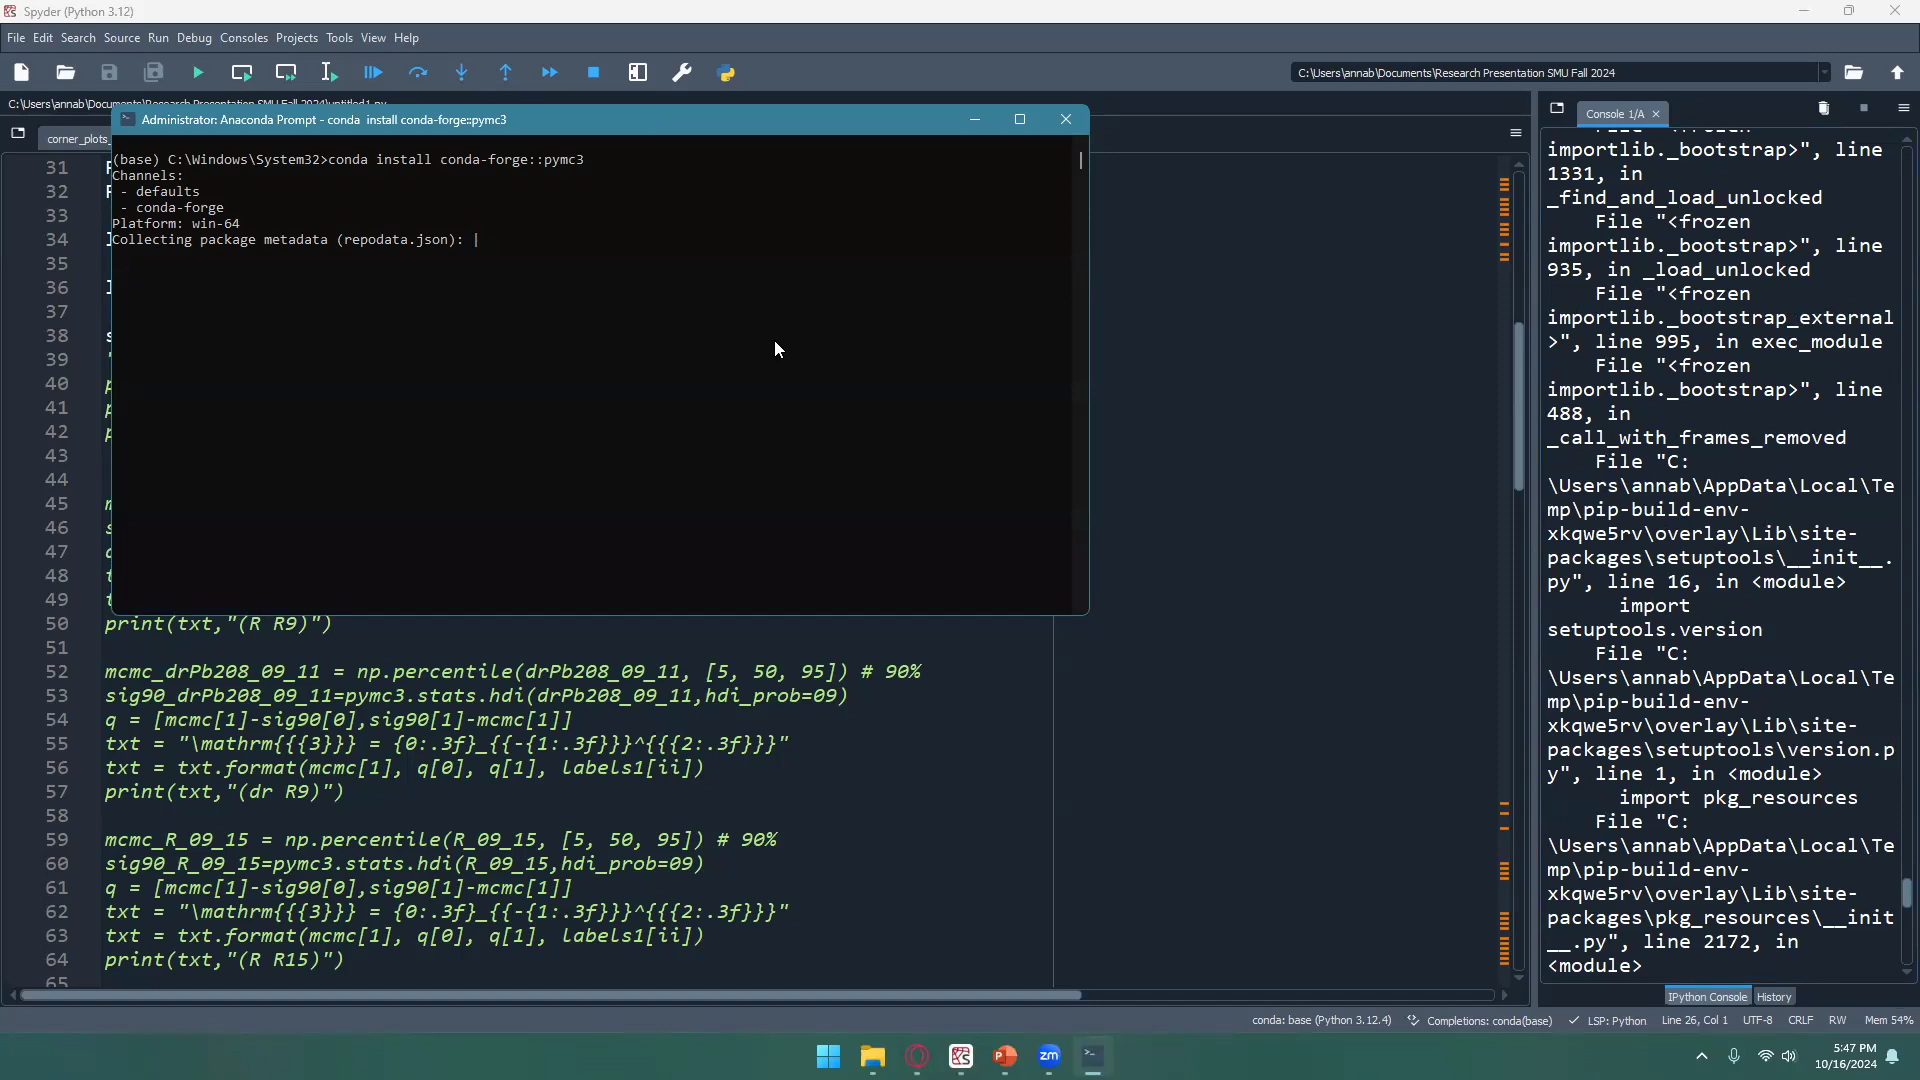 Spyder (Python 3.12)
File Edit Search Source Run Debug Consoles Projects Tools View Help
C:\Users\annab\Documents\Research Presentation SMU Fall 2024
C:\Users\annab\Documents\Research Presentation SMU Fall 2024\untitled1.py
corner_plots_
Administrator: Anaconda Prompt - conda  install conda-forge::pymc3
(base) C:\Windows\System32>conda install conda-forge::pymc3
Channels:
 - defaults
 - conda-forge
Platform: win-64
Collecting package metadata (repodata.json): |
31
32
33
34
35
36
37
38
39
40
41
42
43
44
45
46
47
48
49
50 print(txt,"(R R9)")
51
52 mcmc_drPb208_09_11 = np.percentile(drPb208_09_11, [5, 50, 95]) # 90%
53 sig90_drPb208_09_11=pymc3.stats.hdi(drPb208_09_11,hdi_prob=09)
54 q = [mcmc[1]-sig90[0],sig90[1]-mcmc[1]]
55 txt = "\mathrm{{{3}}} = {0:.3f}_{{-{1:.3f}}}^{{{2:.3f}}}"
56 txt = txt.format(mcmc[1], q[0], q[1], labels1[ii])
57 print(txt,"(dr R9)")
58
59 mcmc_R_09_15 = np.percentile(R_09_15, [5, 50, 95]) # 90%
60 sig90_R_09_15=pymc3.stats.hdi(R_09_15,hdi_prob=09)
61 q = [mcmc[1]-sig90[0],sig90[1]-mcmc[1]]
62 txt = "\mathrm{{{3}}} = {0:.3f}_{{-{1:.3f}}}^{{{2:.3f}}}"
63 txt = txt.format(mcmc[1], q[0], q[1], labels1[ii])
64 print(txt,"(R R15)")
65
Console 1/A
importlib._bootstrap>", line
1331, in
_find_and_load_unlocked
File "<frozen
importlib._bootstrap>", line
935, in _load_unlocked
File "<frozen
importlib._bootstrap_external
>", line 995, in exec_module
File "<frozen
importlib._bootstrap>", line
488, in
_call_with_frames_removed
File "C:
\Users\annab\AppData\Local\Te
mp\pip-build-env-
xkqwe5rv\overlay\Lib\site-
packages\setuptools\__init__.
py", line 16, in <module>
import
setuptools.version
File "C:
\Users\annab\AppData\Local\Te
mp\pip-build-env-
xkqwe5rv\overlay\Lib\site-
packages\setuptools\version.p
y", line 1, in <module>
import pkg_resources
File "C:
\Users\annab\AppData\Local\Te
mp\pip-build-env-
xkqwe5rv\overlay\Lib\site-
packages\pkg_resources\__init
__.py", line 2172, in
<module>
IPython Console History
conda: base (Python 3.12.4) Completions: conda(base) LSP: Python Line 26, Col 1 UTF-8 CRLF RW Mem 54%
zm
5:47 PM
10/16/2024